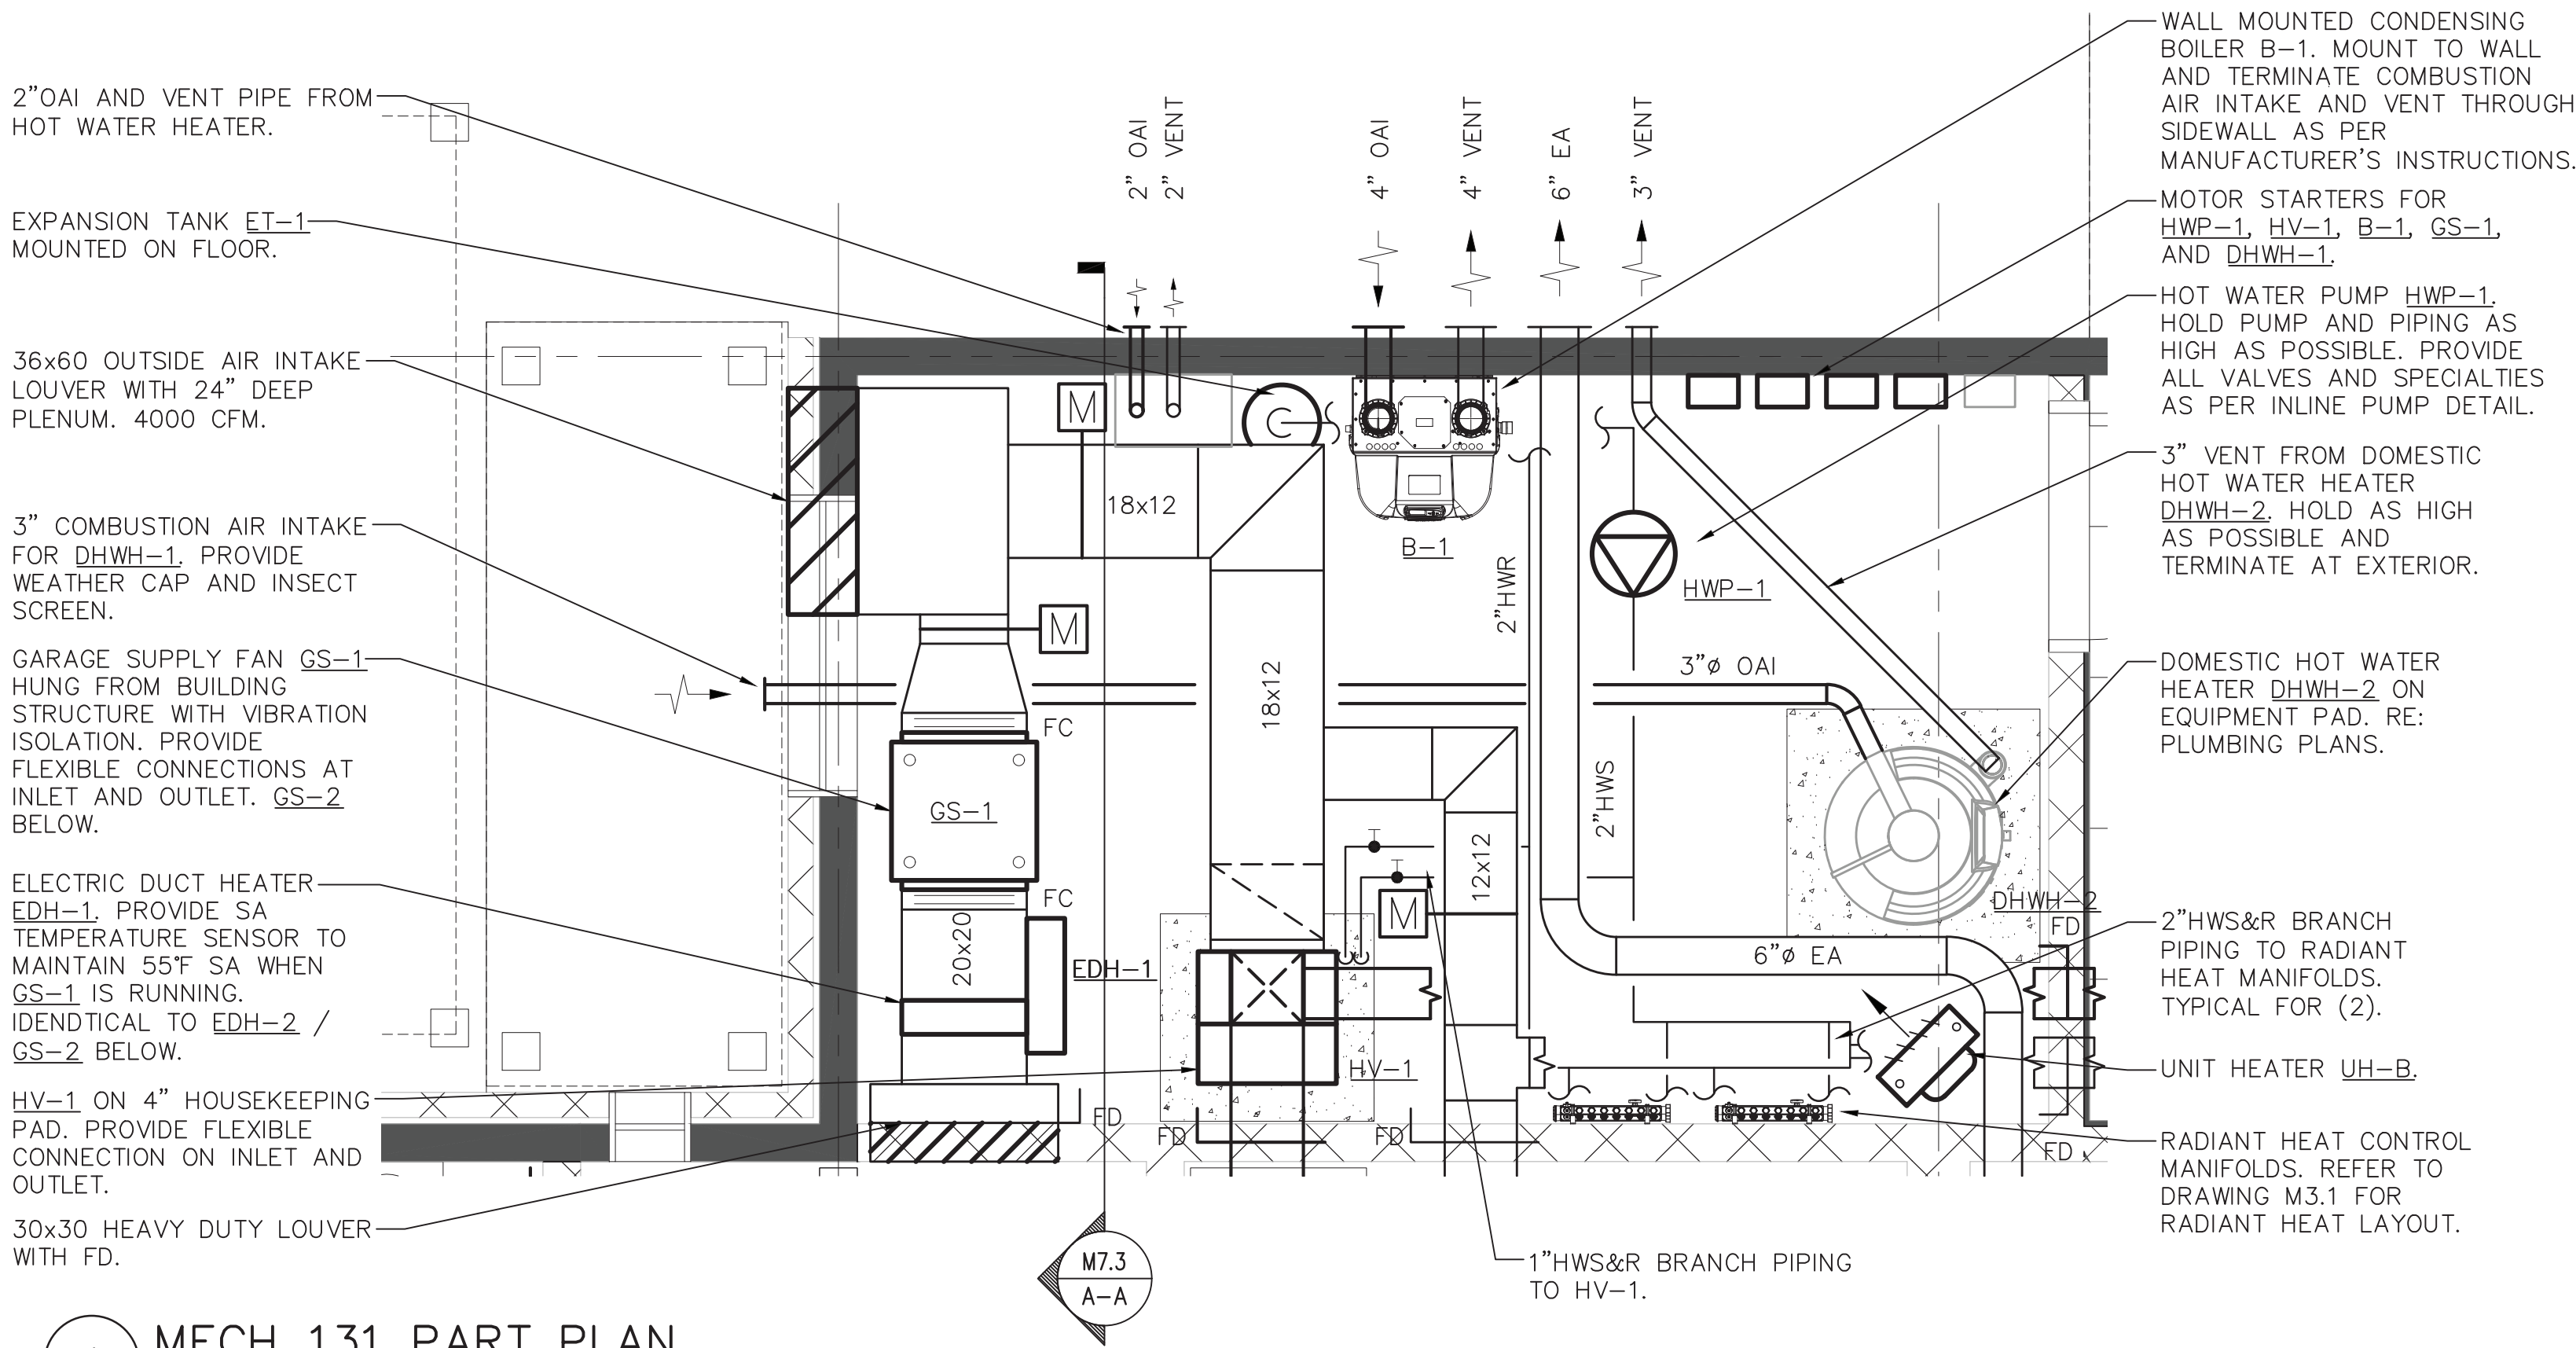 2"OAI AND VENT PIPE FROM
HOT WATER HEATER.
EXPANSION TANK ET-1
MOUNTED ON FLOOR.
36x60 OUTSIDE AIR INTAKE
LOUVER WITH 24" DEEP
PLENUM. 4000 CFM.
3" COMBUSTION AIR INTAKE
FOR DHWH-1. PROVIDE
WEATHER CAP AND INSECT
SCREEN.
GARAGE SUPPLY FAN GS-1
HUNG FROM BUILDING
STRUCTURE WITH VIBRATION
ISOLATION. PROVIDE
FLEXIBLE CONNECTIONS AT
INLET AND OUTLET. GS-2
BELOW.
ELECTRIC DUCT HEATER
EDH-1. PROVIDE SA
TEMPERATURE SENSOR TO
MAINTAIN 55°F SA WHEN
GS-1 IS RUNNING.
IDENDTICAL TO EDH-2 /
GS-2 BELOW.
HV-1 ON 4" HOUSEKEEPING
PAD. PROVIDE FLEXIBLE
CONNECTION ON INLET AND
OUTLET.
30x30 HEAVY DUTY LOUVER
WITH FD.
2" OAI
2" VENT
4" OAI
4" VENT
6" EA
3" VENT
M
18x12
B-1
2"HWR
HWP-1
M
3"ø OAI
18x12
FC
GS-1
2"HWS
12x12
FC
M
DHWH-2
FD
20x20
EDH-1
6"ø EA
HV-1
FD
FD
FD
FD
M7.3
A-A
1"HWS&R BRANCH PIPING
TO HV-1.
WALL MOUNTED CONDENSING
BOILER B-1. MOUNT TO WALL
AND TERMINATE COMBUSTION
AIR INTAKE AND VENT THROUGH
SIDEWALL AS PER
MANUFACTURER'S INSTRUCTIONS.
MOTOR STARTERS FOR
HWP-1, HV-1, B-1, GS-1,
AND DHWH-1.
HOT WATER PUMP HWP-1.
HOLD PUMP AND PIPING AS
HIGH AS POSSIBLE. PROVIDE
ALL VALVES AND SPECIALTIES
AS PER INLINE PUMP DETAIL.
3" VENT FROM DOMESTIC
HOT WATER HEATER
DHWH-2. HOLD AS HIGH
AS POSSIBLE AND
TERMINATE AT EXTERIOR.
DOMESTIC HOT WATER
HEATER DHWH-2 ON
EQUIPMENT PAD. RE:
PLUMBING PLANS.
2"HWS&R BRANCH
PIPING TO RADIANT
HEAT MANIFOLDS.
TYPICAL FOR (2).
UNIT HEATER UH-B.
RADIANT HEAT CONTROL
MANIFOLDS. REFER TO
DRAWING M3.1 FOR
RADIANT HEAT LAYOUT.
MECH 131 PART PLAN